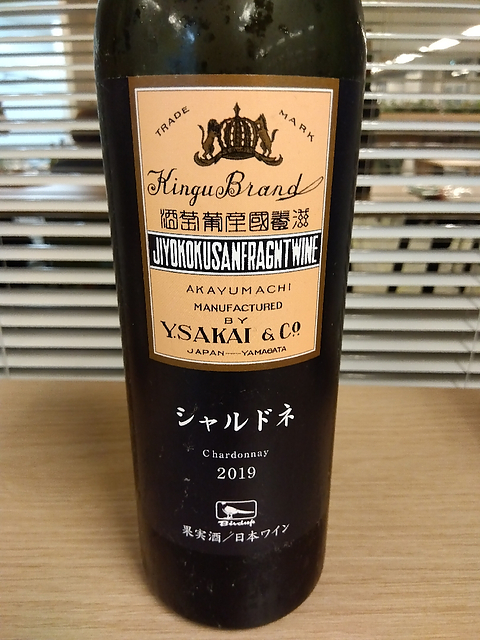 TRADE MARK
Kingu Brand
酒萄葡産國養滋
JIYOKOKUSANFRAGNTWINE
AKAYUMACHI
MANUFACTURED
BY
Y.SAKAI & Co.
JAPAN YAMAGATA
シャルドネ
Chardonnay
2019
Birdup
果実酒/日本ワイン